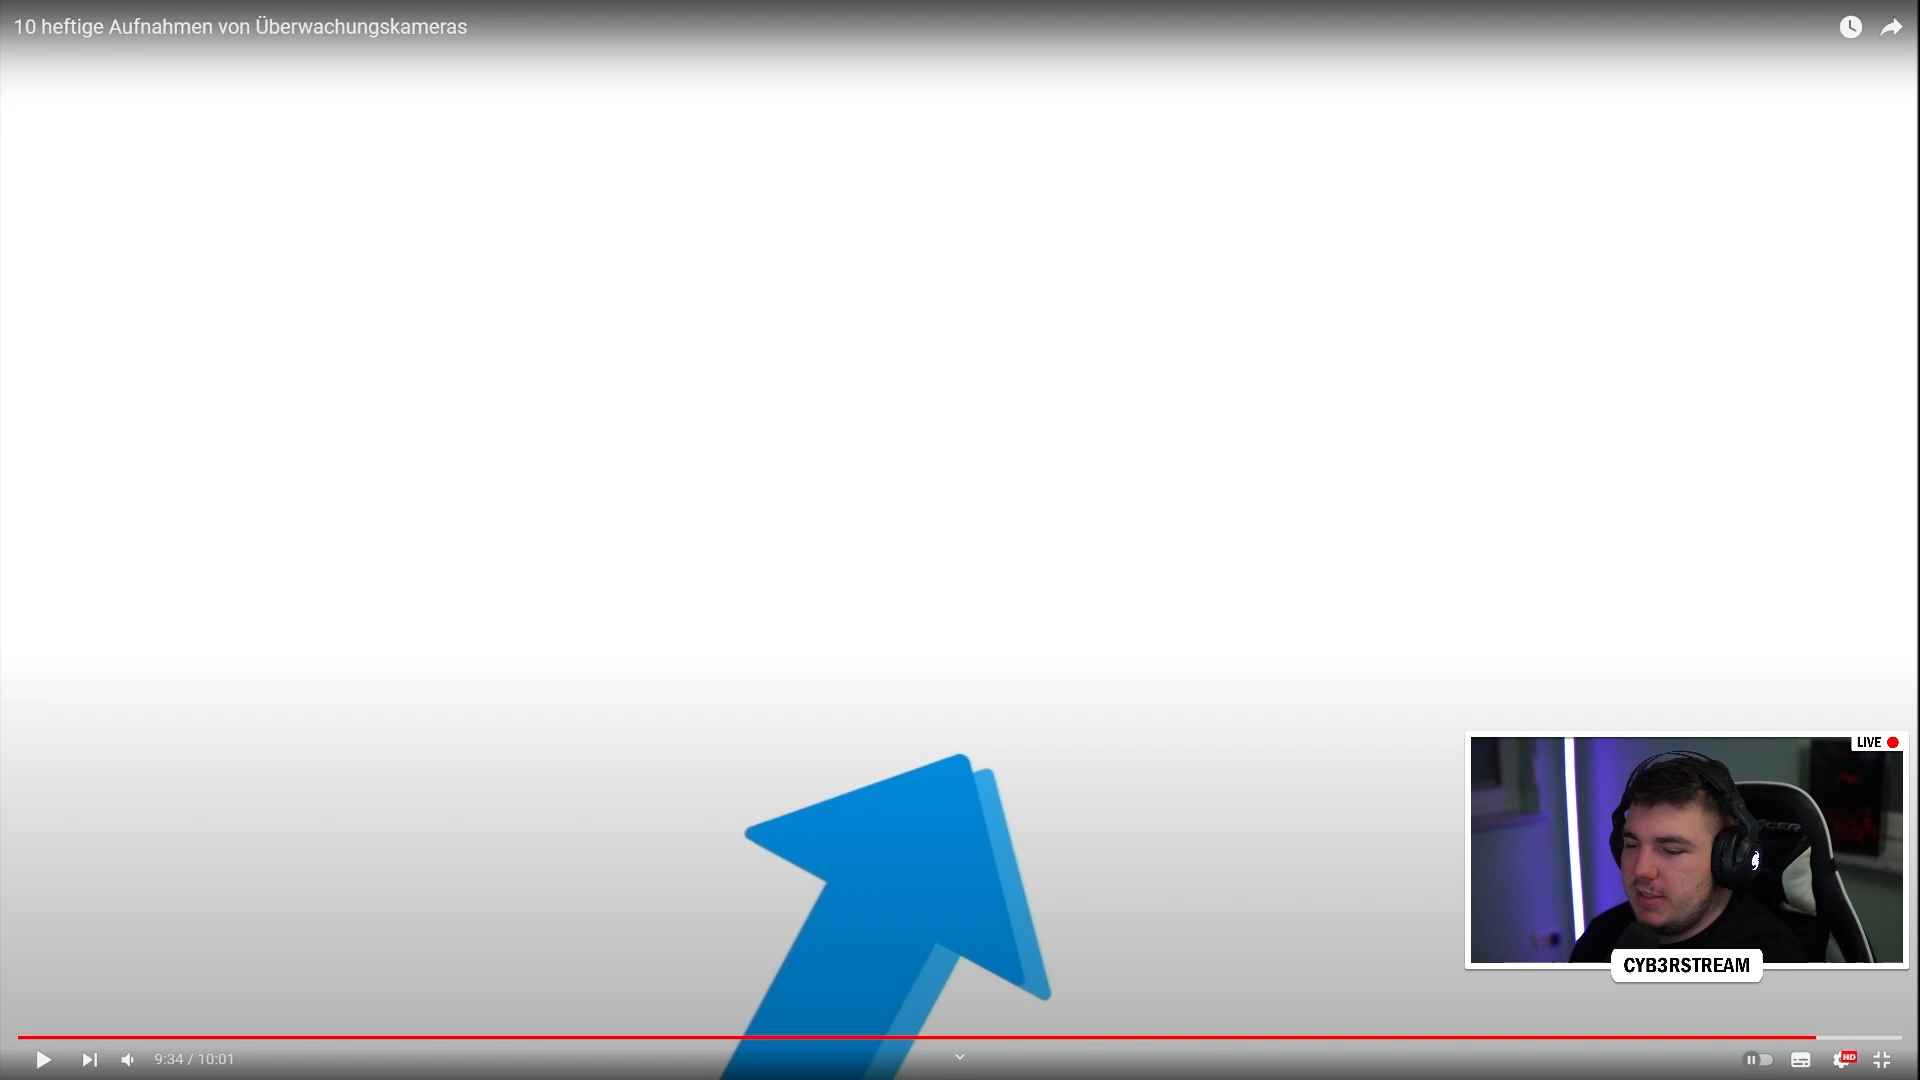 10 heftige Aufnahmen von Überwachungskameras
LIVE
CYB3RSTREAM
9:34 / 10:01
HD